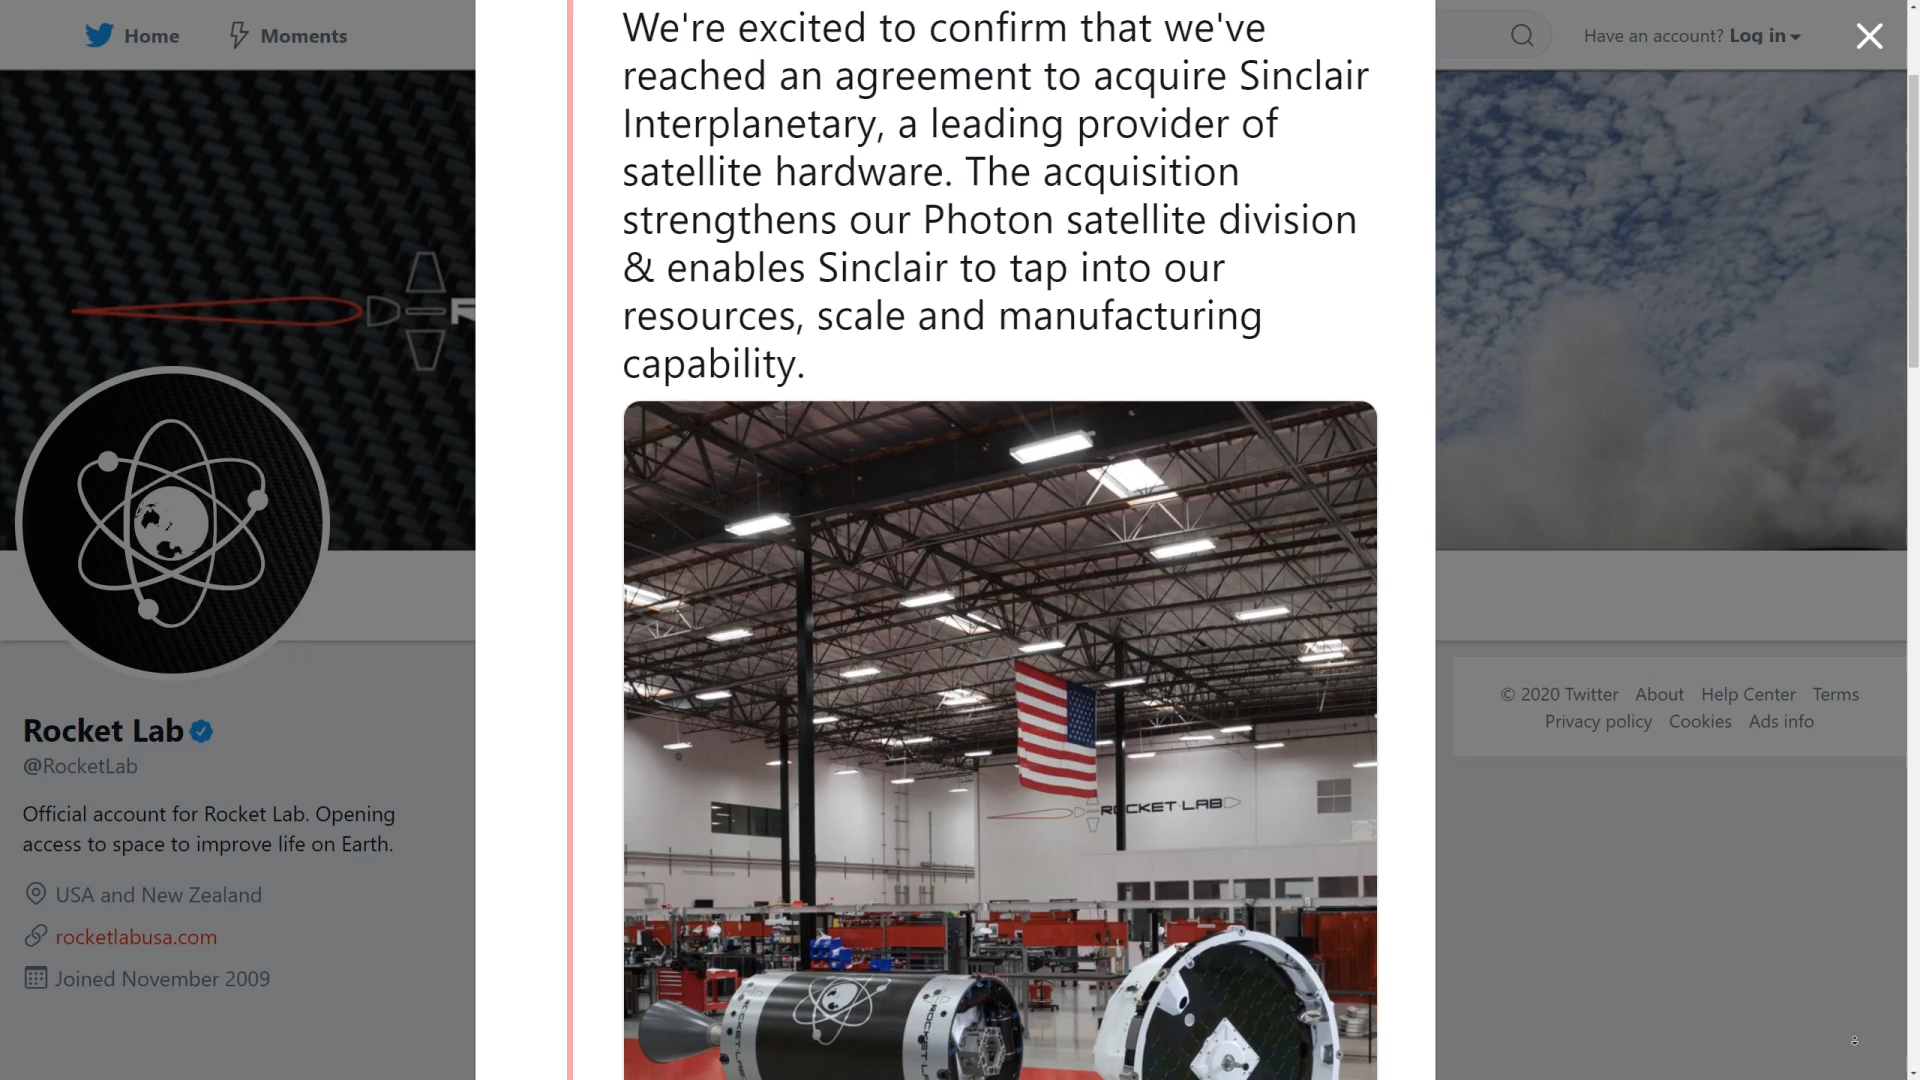 Home
Moments
Have an account? Log in
We're excited to confirm that we've
reached an agreement to acquire Sinclair
Interplanetary, a leading provider of
satellite hardware. The acquisition
strengthens our Photon satellite division
& enables Sinclair to tap into our
resources, scale and manufacturing
capability.
ROCKET LAB
Rocket Lab
@RocketLab
Official account for Rocket Lab. Opening
access to space to improve life on Earth.
USA and New Zealand
rocketlabusa.com
Joined November 2009
© 2020 Twitter About Help Center Terms
Privacy policy Cookies Ads info